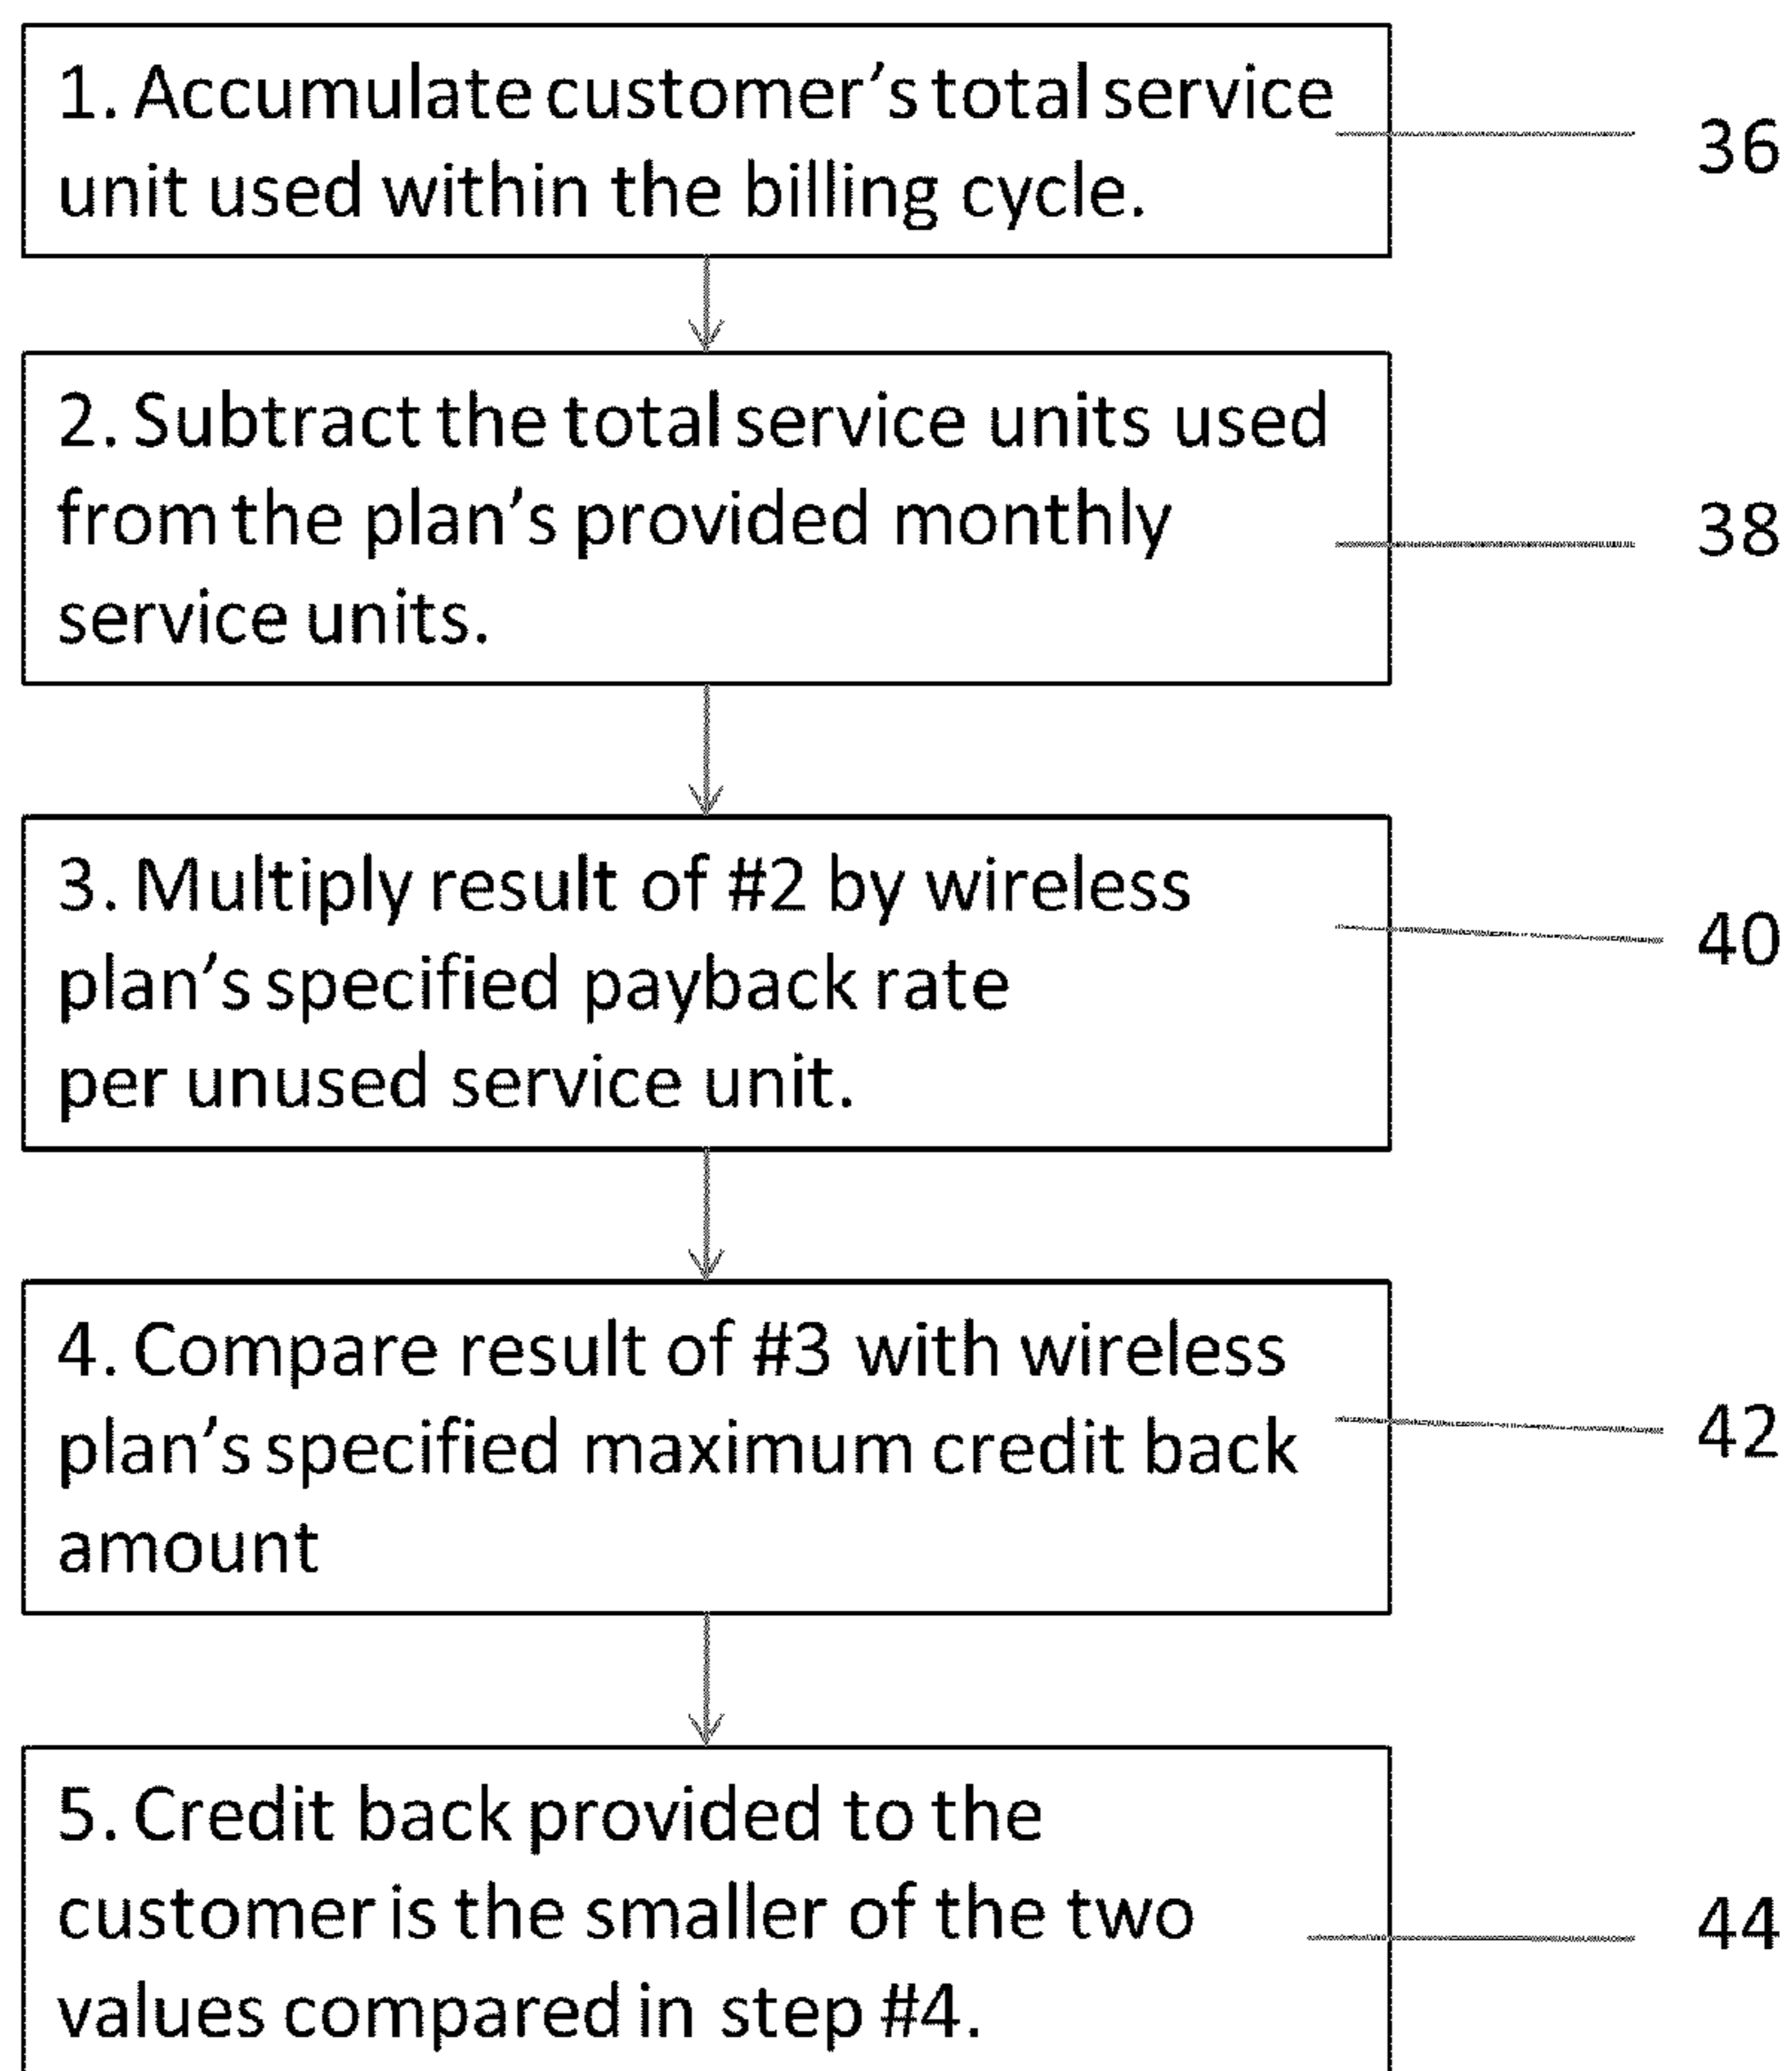 1. Accumulate customer's total service
unit used within the billing cycle.
36
2. Subtract the total service units used
from the plan's provided monthly
service units.
38
3. Multiply result of #2 by wireless
plan's specified payback rate
per unused service unit.
40
4. Compare result of #3 with wireless
plan's specified maximum credit back
amount
42
5. Credit back provided to the
customer is the smaller of the two
values compared in step #4.
44